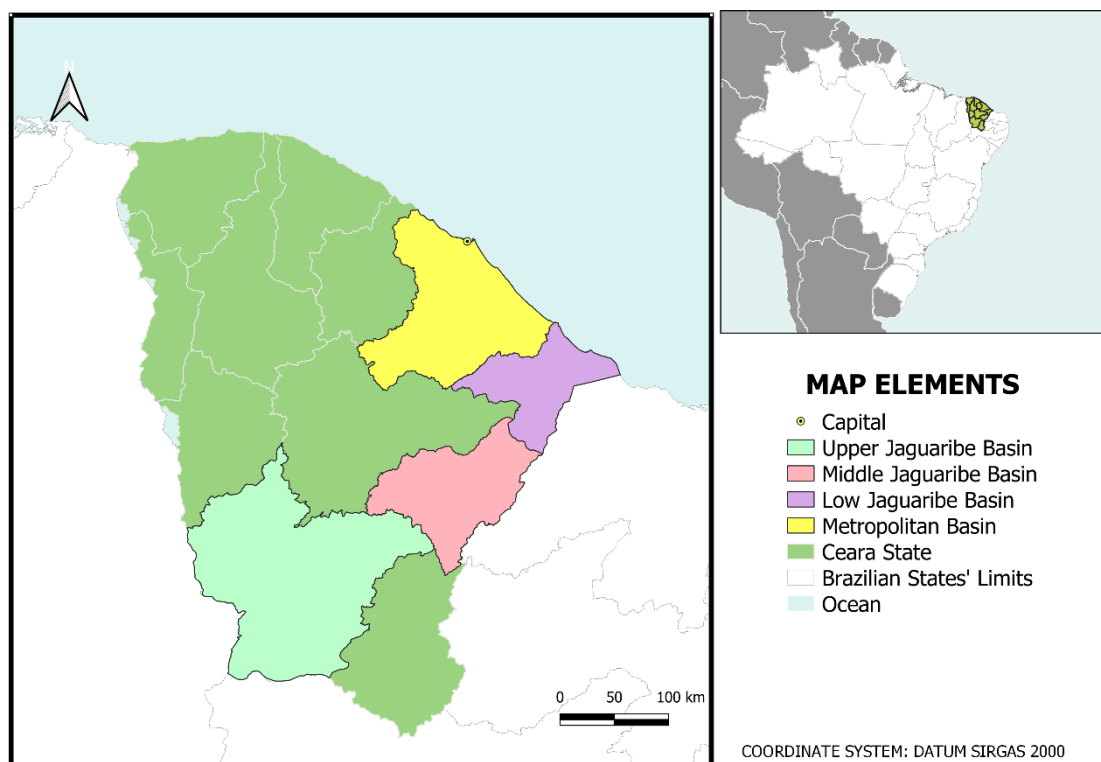 N
0 50 100 km
MAP ELEMENTS
Capital
Upper Jaguaribe Basin
Middle Jaguaribe Basin
Low Jaguaribe Basin
Metropolitan Basin
Ceara State
Brazilian States' Limits
Ocean
COORDINATE SYSTEM: DATUM SIRGAS 2000